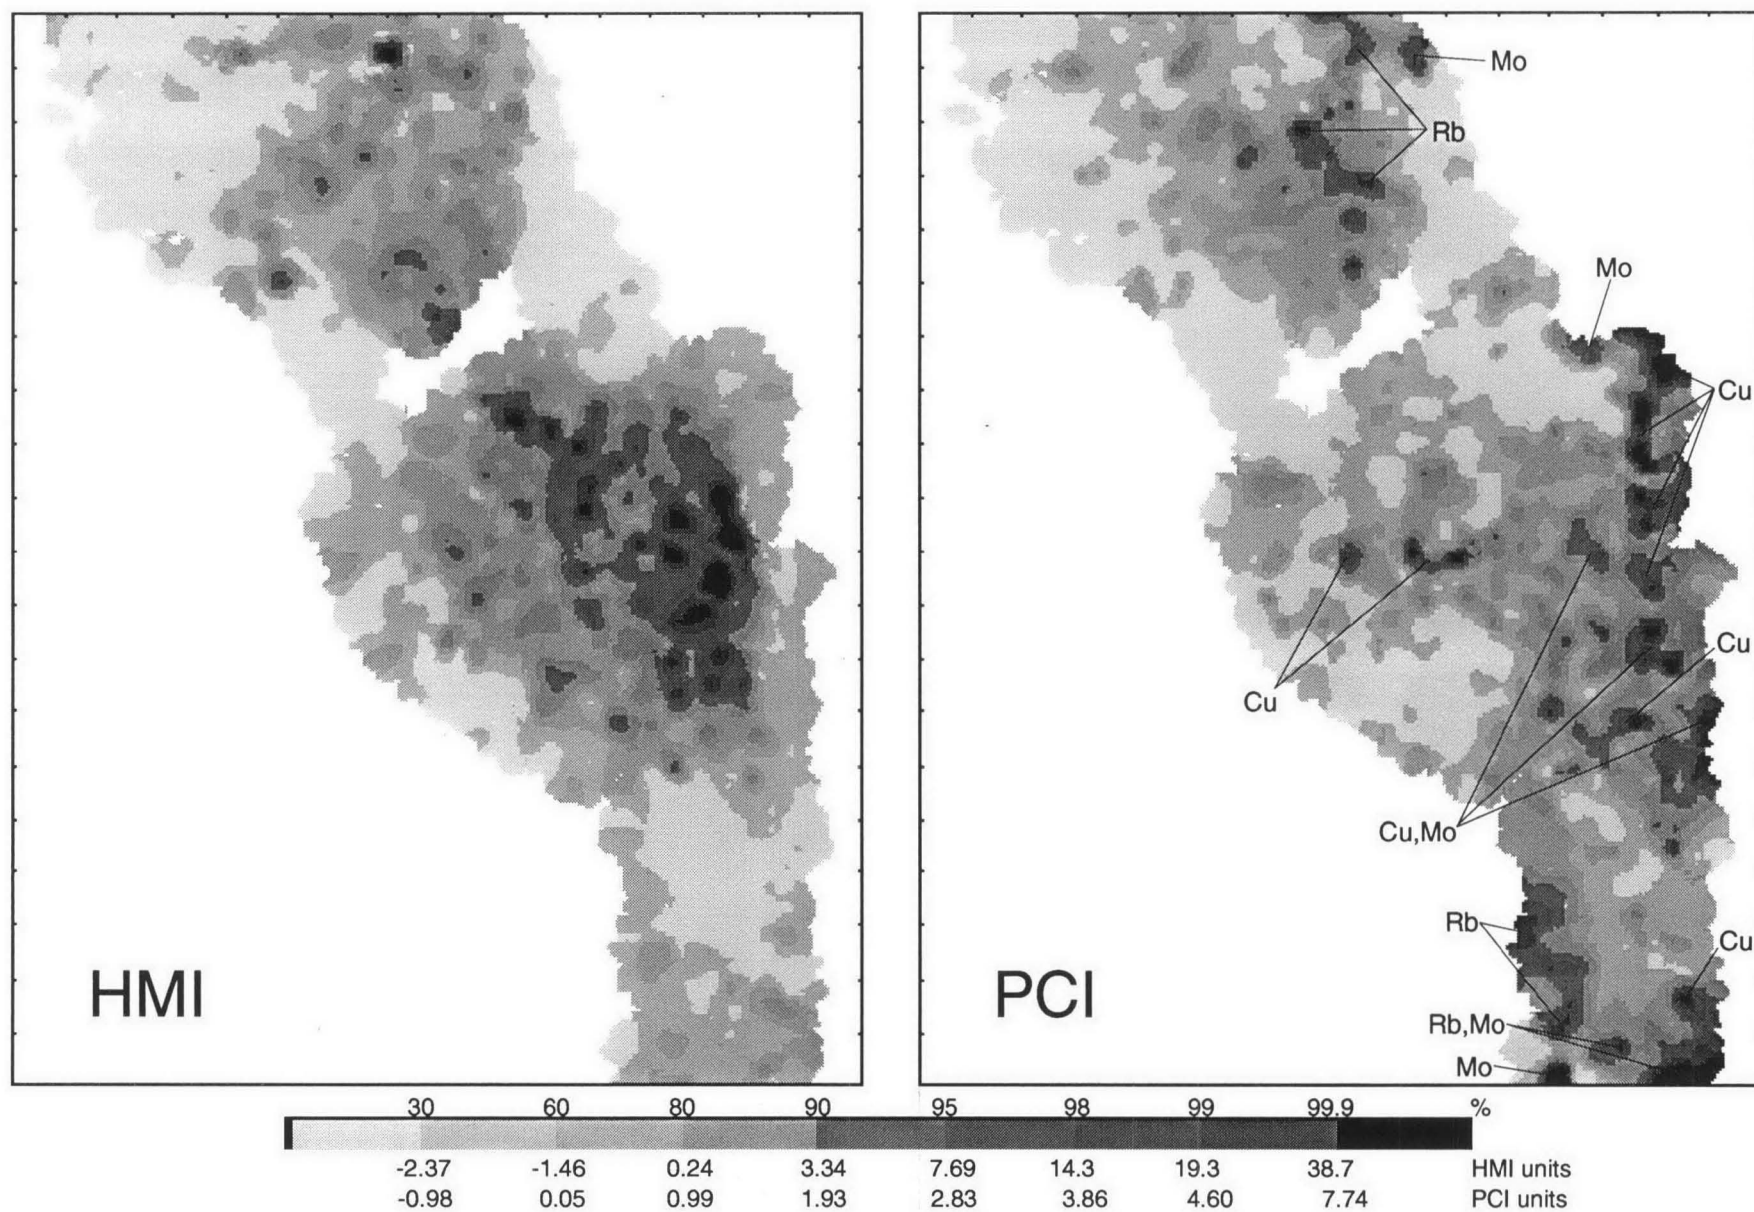 Mo
Rb
Mo
Cu
Cu
Cu
Cu,Mo
Rb
Cu
HMI
PCI
Rb,Mo
Mo
30 60 80 90 95 98 99 99.9 %
-2.37 -1.46 0.24 3.34 7.69 14.3 19.3 38.7 HMI units
-0.98 0.05 0.99 1.93 2.83 3.86 4.60 7.74 PCI units